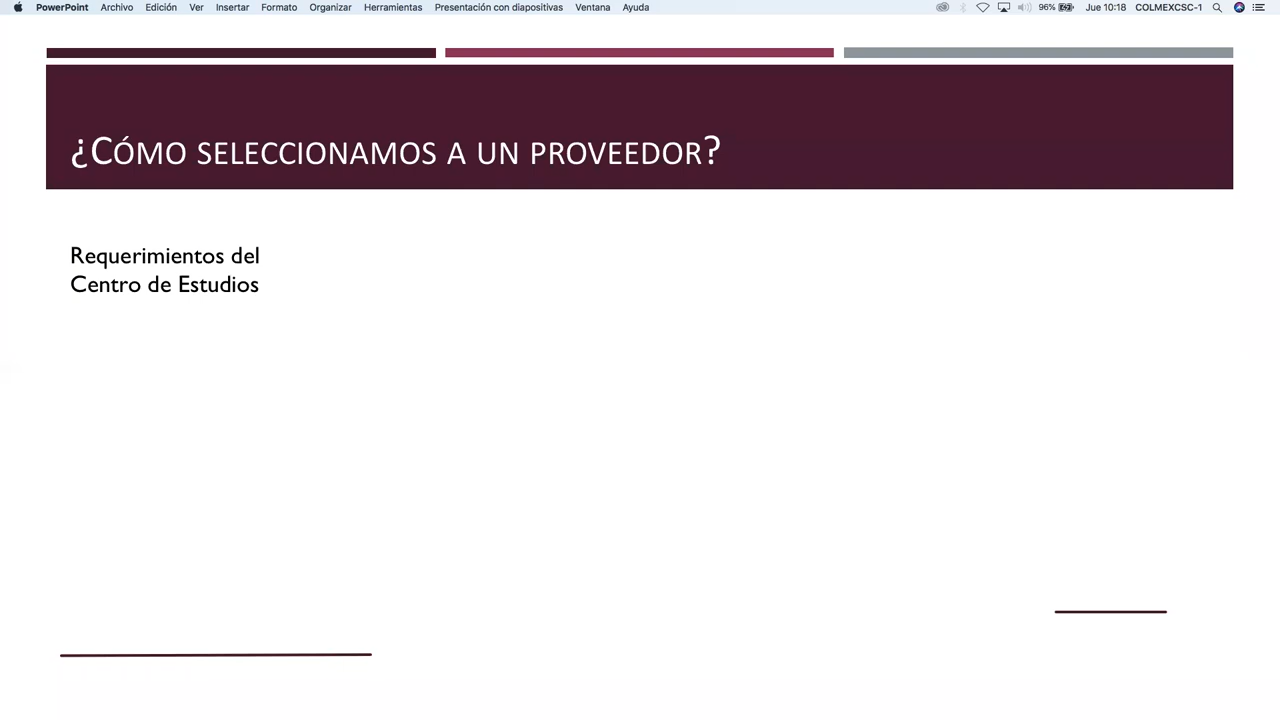 PowerPoint Archivo Edición Ver Insertar Formato Organizar Herramientas Presentación con diapositivas Ventana Ayuda 96% Jue 10:18 COLMEXCSC-1
¿CÓMO SELECCIONAMOS A UN PROVEEDOR?
Requerimientos del
Centro de Estudios